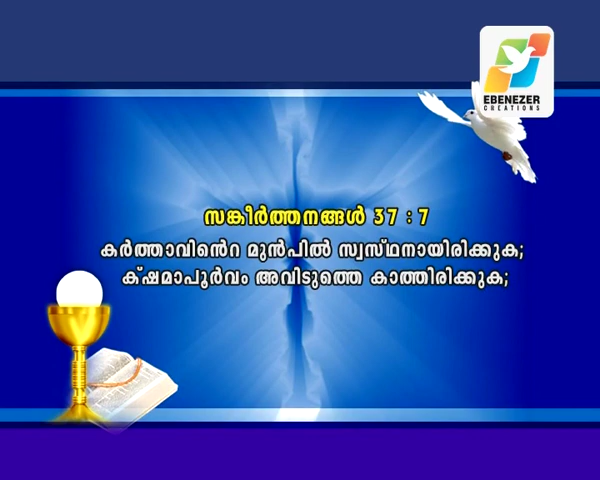 EBENEZER
CREATIONS
സങ്കീർത്തനങ്ങൾ 37 : 7
കർത്താവിൻെറ മുൻപിൽ സ്വസ്ഥനായിരിക്കുക;
ക്ഷമാപൂർവം അവിടുത്തെ കാത്തിരിക്കുക;